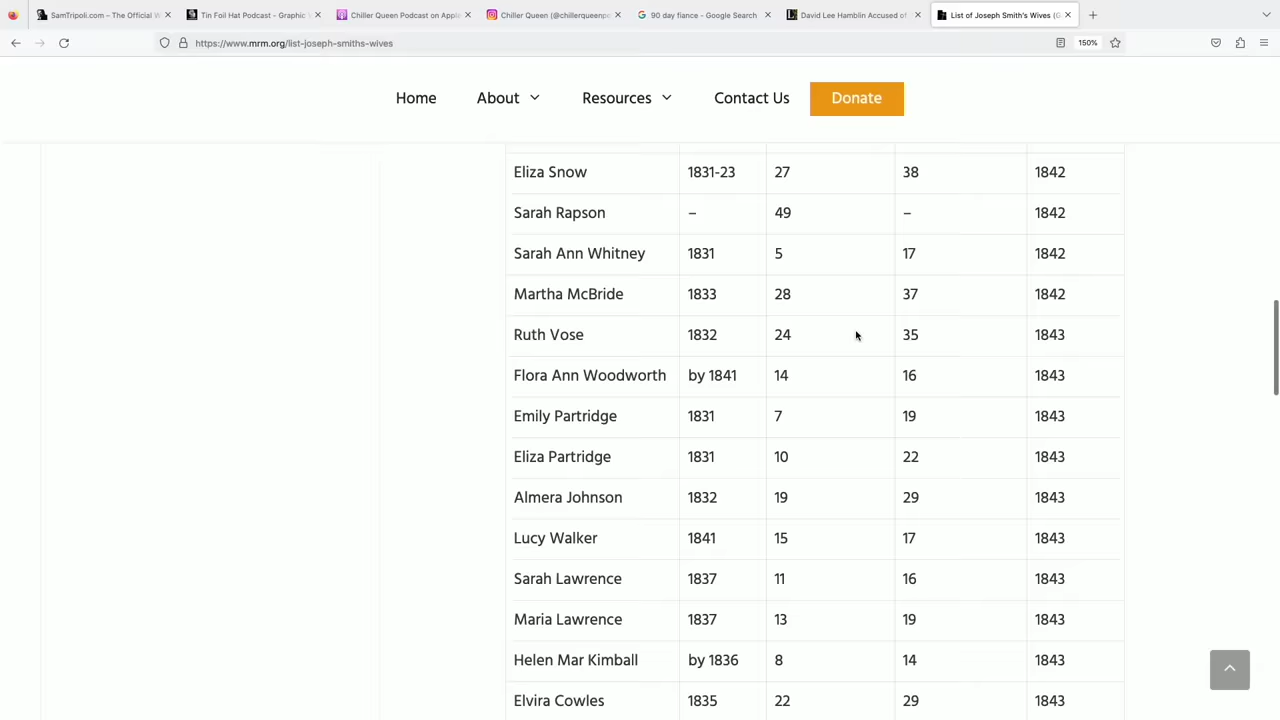 SamTripoli.com – The Official W
Tin Foil Hat Podcast - Graphic
Chiller Queen Podcast on Apple
Chiller Queen (@chillerqueenpo
90 day fiance - Google Search
David Lee Hamblin Accused of
List of Joseph Smith's Wives (G
https://www.mrm.org/list-joseph-smiths-wives
150%
Home About Resources Contact Us Donate
Eliza Snow 1831-23 27 38 1842
Sarah Rapson – 49 – 1842
Sarah Ann Whitney 1831 5 17 1842
Martha McBride 1833 28 37 1842
Ruth Vose 1832 24 35 1843
Flora Ann Woodworth by 1841 14 16 1843
Emily Partridge 1831 7 19 1843
Eliza Partridge 1831 10 22 1843
Almera Johnson 1832 19 29 1843
Lucy Walker 1841 15 17 1843
Sarah Lawrence 1837 11 16 1843
Maria Lawrence 1837 13 19 1843
Helen Mar Kimball by 1836 8 14 1843
Elvira Cowles 1835 22 29 1843